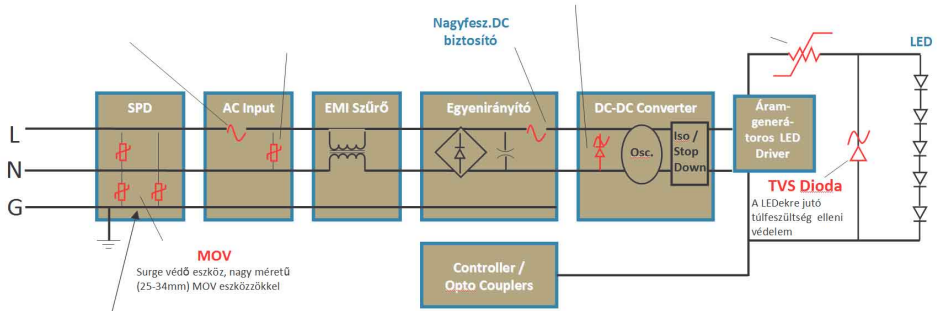 Nagyfesz.DC
biztosító
LED
SPD
AC Input
EMI Szűrő
Egyenirányító
DC-DC Converter
Áram-
generá-
toros LED
Driver
L
N
G
Osc.
Iso /
Stop
Down
TVS Dioda
A LEDekre jutó
túlfeszültség elleni
védelem
MOV
Surge védő eszköz, nagy méretű
(25-34mm) MOV eszközzökkel
Controller /
Opto Couplers